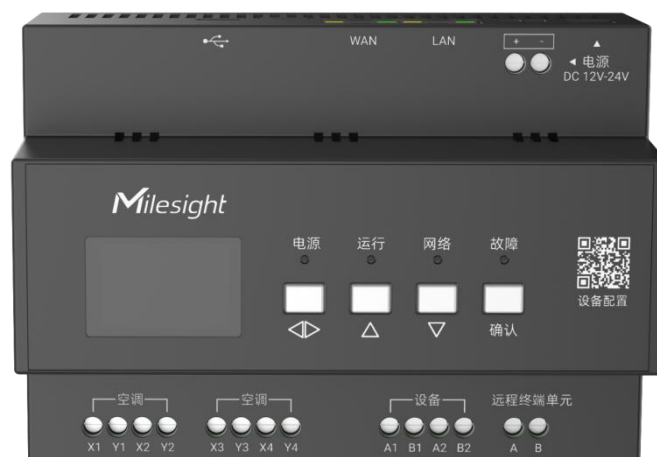 WAN LAN + -
电源
DC 12V-24V
Milesight
电源 运行 网络 故障
设备配置
确认
空调 空调 设备 远程终端单元
X1 Y1 X2 Y2 X3 Y3 X4 Y4 A1 B1 A2 B2 A B